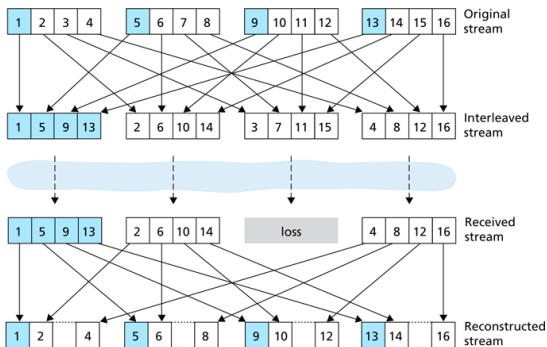 1 2 3 4 5 6 7 8 9 10 11 12 13 14 15 16 Original
stream
1 5 9 13 2 6 10 14 3 7 11 15 4 8 12 16 Interleaved
stream
1 5 9 13 2 6 10 14 loss 4 8 12 16 Received
stream
1 2 4 5 6 8 9 10 12 13 14 16 Reconstructed
stream